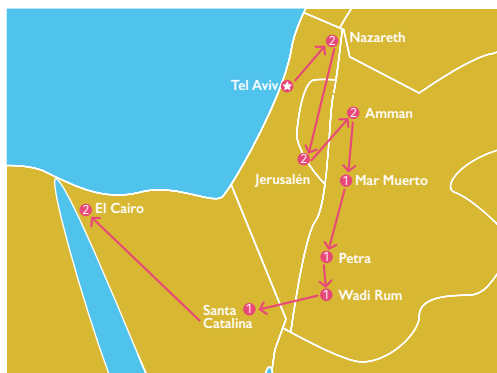 2 Nazareth
Tel Aviv
2 Amman
2
Jerusalén
1 Mar Muerto
2 El Cairo
1 Petra
1 Wadi Rum
Santa 1
Catalina